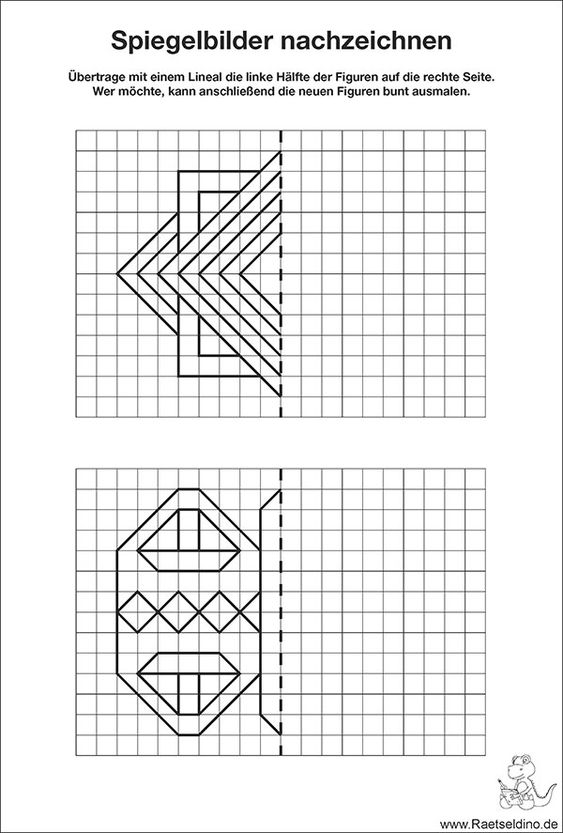 Spiegelbilder nachzeichnen
Übertrage mit einem Lineal die linke Hälfte der Figuren auf die rechte Seite.
Wer möchte, kann anschließend die neuen Figuren bunt ausmalen.
www.Raetseldino.de